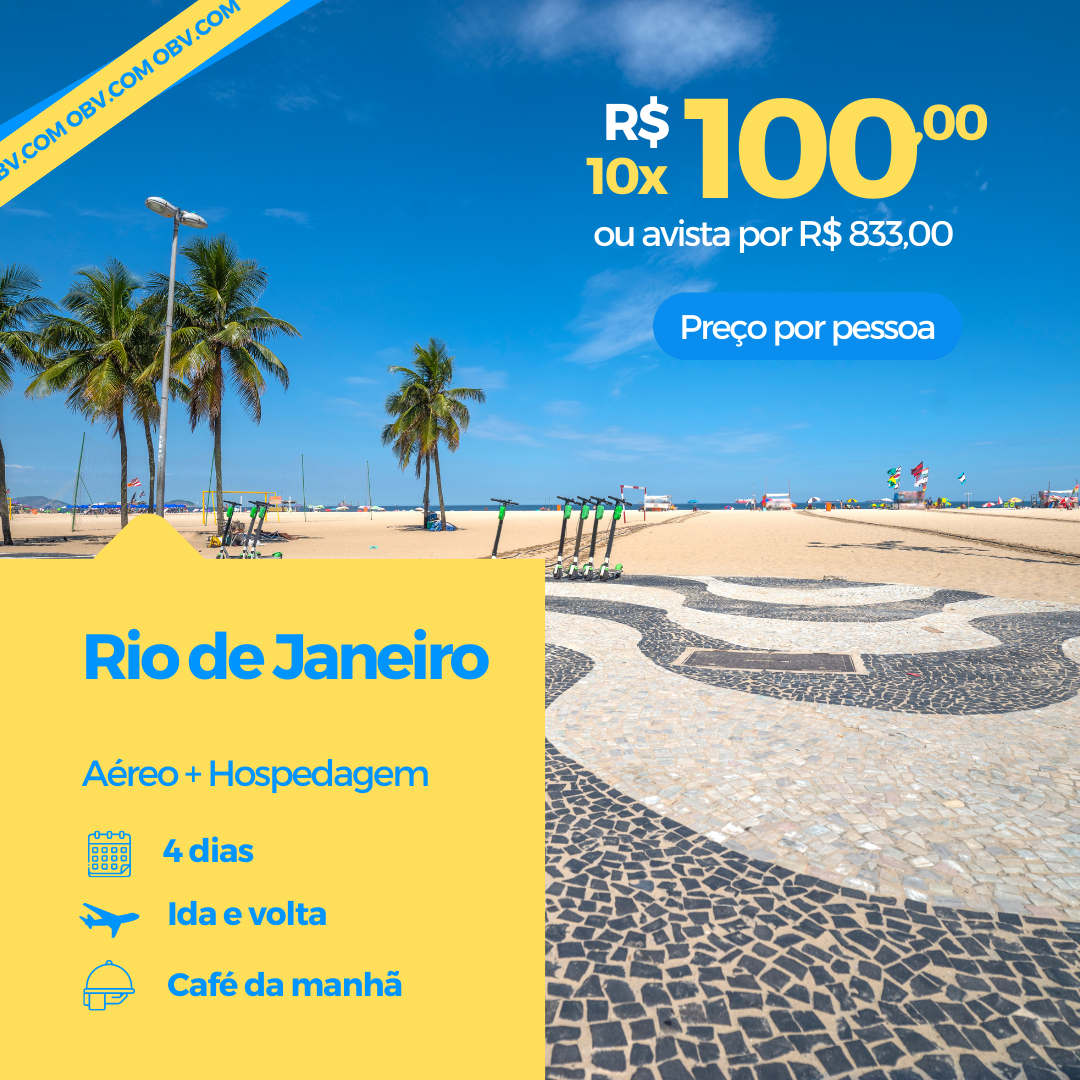 BV.COM OBV.COM OBV.COM
R$ 100,00
10x
ou avista por R$ 833,00
Preço por pessoa
Rio de Janeiro
Aéreo + Hospedagem
4 dias
Ida e volta
Café da manhã